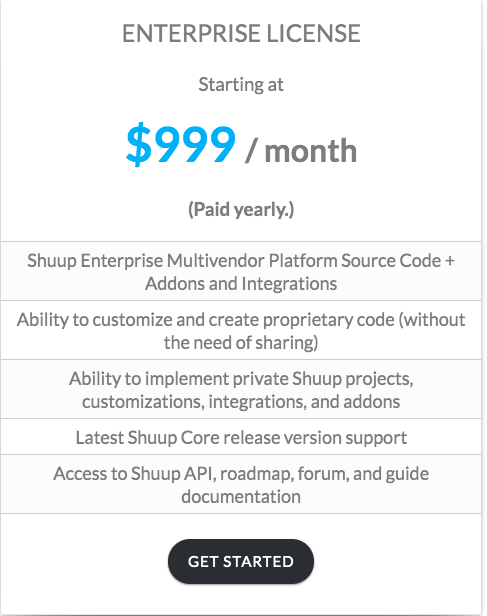 ENTERPRISE LICENSE
Starting at
$999 / month
(Paid yearly.)
Shuup Enterprise Multivendor Platform Source Code +
Addons and Integrations
Ability to customize and create proprietary code (without
the need of sharing)
Ability to implement private Shuup projects,
customizations, integrations, and addons
Latest Shuup Core release version support
Access to Shuup API, roadmap, forum, and guide
documentation
GET STARTED